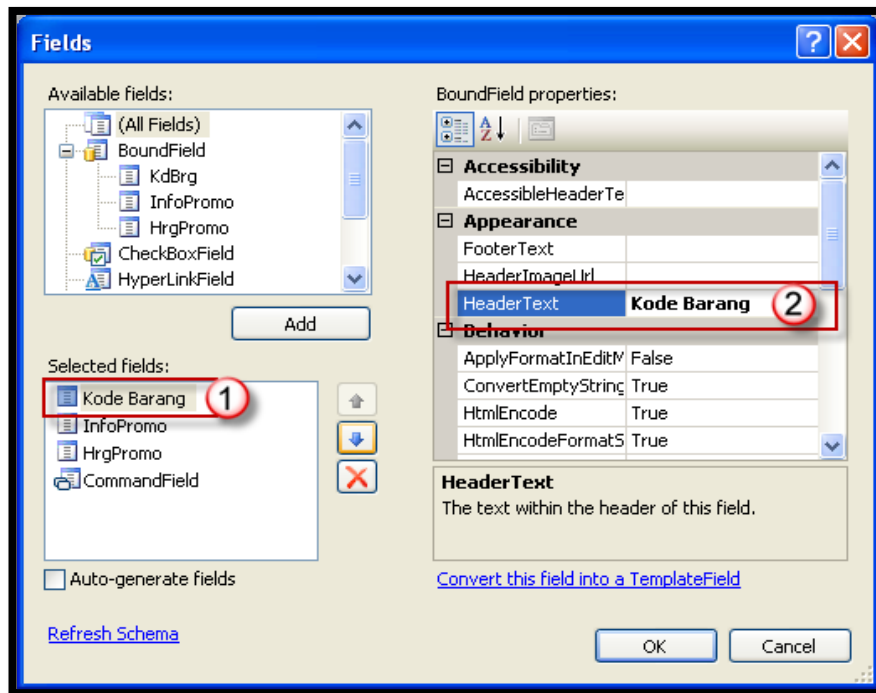 Fields
Available fields:
(All Fields)
BoundField
KdBrg
InfoPromo
HrgPromo
CheckBoxField
HyperLinkField
Add
Selected fields:
Kode Barang 1
InfoPromo
HrgPromo
CommandField
Auto-generate fields
Refresh Schema
BoundField properties:
Accessibility
AccessibleHeaderTe
Appearance
FooterText
HeaderImageUrl
HeaderText Kode Barang 2
Behavior
ApplyFormatInEditM False
ConvertEmptyString True
HtmlEncode True
HtmlEncodeFormatS True
HeaderText
The text within the header of this field.
Convert this field into a TemplateField
OK Cancel